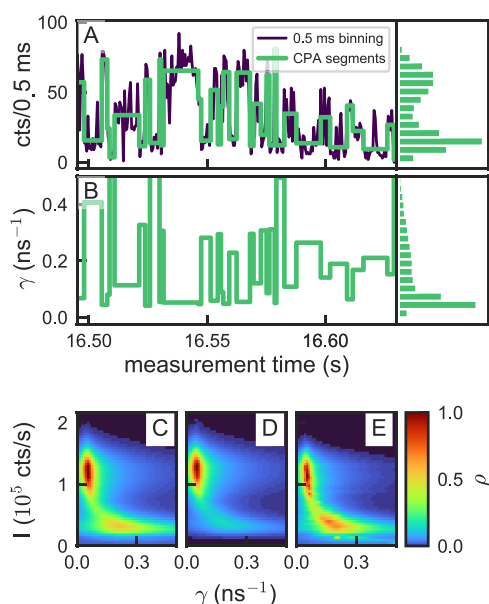 A
0.5 ms binning
CPA segments
cts/0.5 ms
100
50
0
B
γ (ns⁻¹)
0.4
0.2
0.0
16.50 16.55 16.60
measurement time (s)
C D E
I (10⁵ cts/s)
2
1
0
0.0 0.3 0.0 0.3 0.0 0.3
γ (ns⁻¹)
1.0
0.5
0.0
ρ